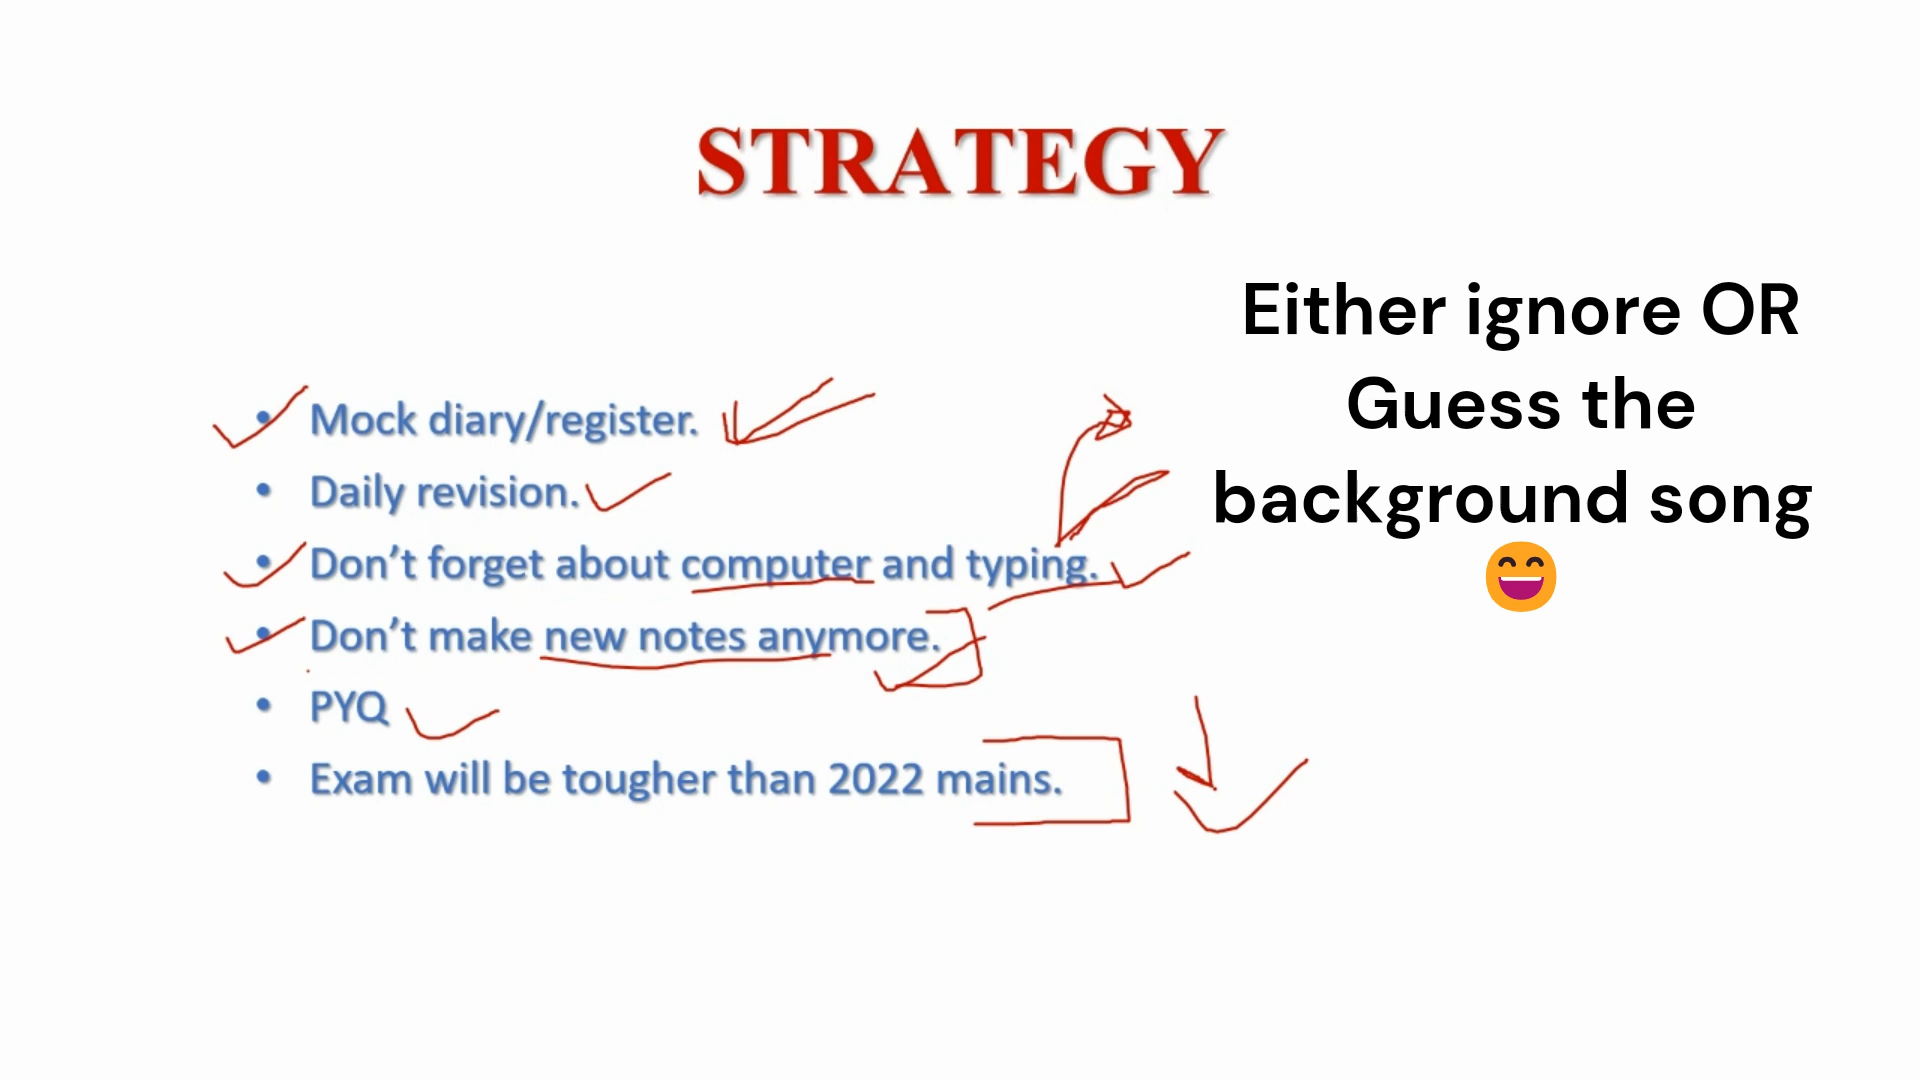 STRATEGY
Either ignore OR
Guess the
background song
😄
• Mock diary/register.
• Daily revision.
• Don’t forget about computer and typing.
• Don’t make new notes anymore.
• PYQ
• Exam will be tougher than 2022 mains.